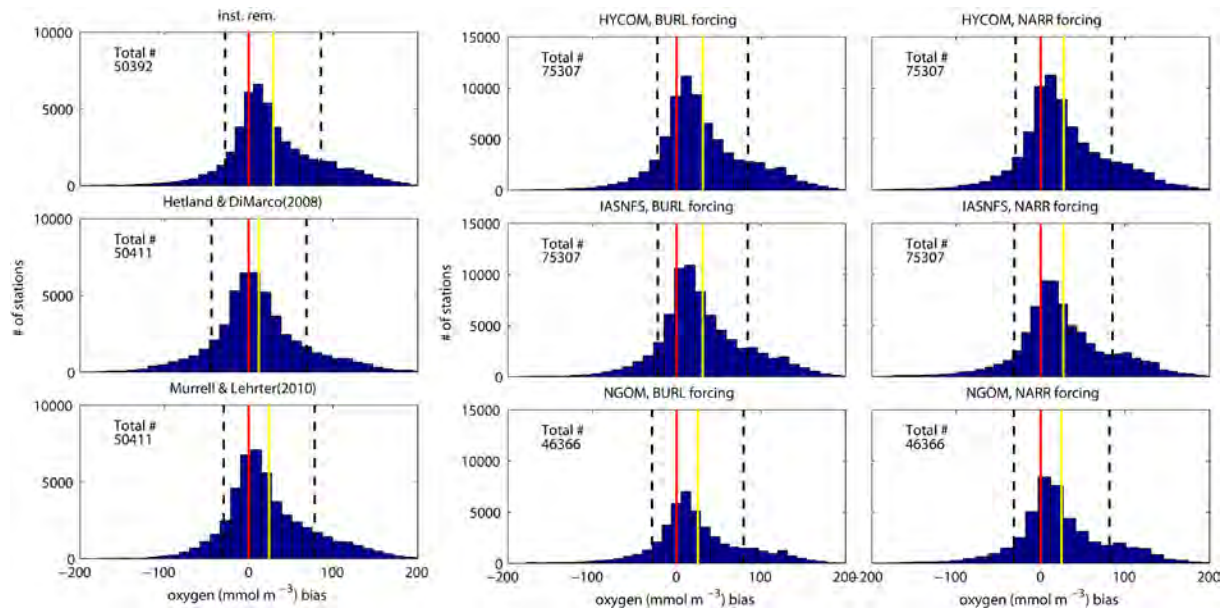 inst. rem.
10000
5000
0
Total #
50392
Hetland & DiMarco(2008)
10000
5000
0
Total #
50411
# of stations
Murrell & Lehrter(2010)
10000
5000
0
Total #
50411
−200 −100 0 100 200
oxygen (mmol m −3) bias
HYCOM, BURL forcing
15000
10000
5000
0
Total #
75307
IASNFS, BURL forcing
15000
10000
5000
0
Total #
75307
# of stations
NGOM, BURL forcing
15000
10000
5000
0
Total #
46366
−200 −100 0 100 200
oxygen (mmol m −3) bias
HYCOM, NARR forcing
Total #
75307
IASNFS, NARR forcing
Total #
75307
NGOM, NARR forcing
Total #
46366
−200 −100 0 100 200
oxygen (mmol m −3) bias